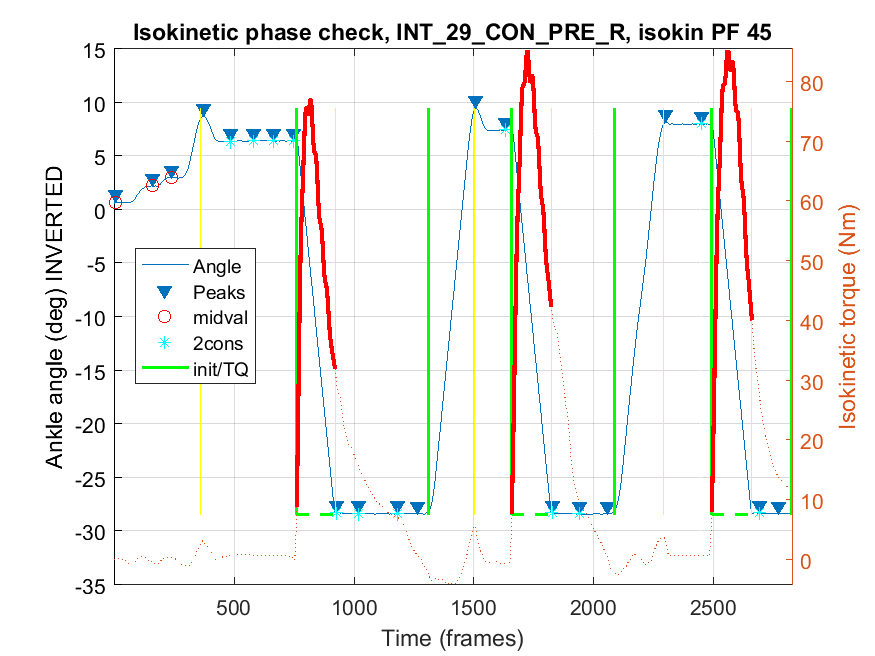 Isokinetic phase check, INT_29_CON_PRE_R, isokin PF 45
15
10
5
0
-5
-10
-15
-20
-25
-30
-35
Ankle angle (deg) INVERTED
Angle
Peaks
midval
2cons
init/TQ
80
70
60
50
40
30
20
10
0
Isokinetic torque (Nm)
500
1000
1500
2000
2500
Time (frames)